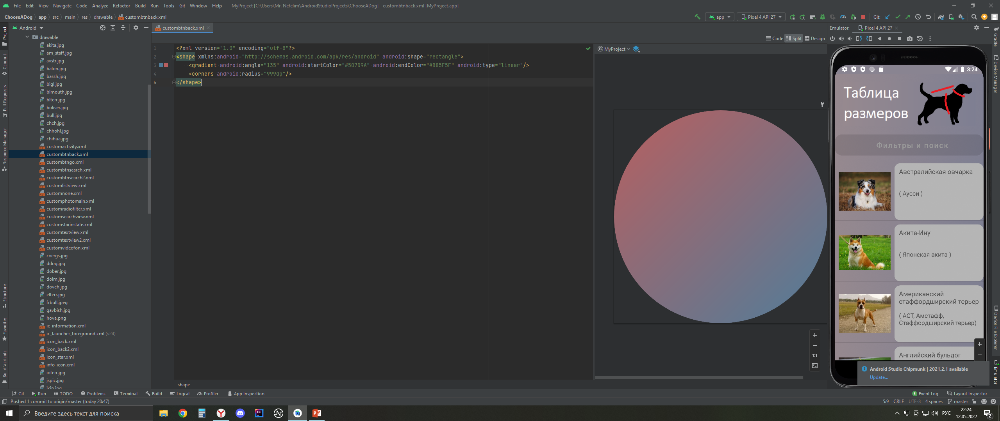 File Edit View Navigate Code Analyze Refactor Build Run Tools Git Window Help MyProject [C:\Users\Mr. Nefelim\AndroidStudioProjects\ChooseADog] - custombtnback.xml [MyProject.app]
ChooseADog app src main res drawable custombtnback.xml
app Pixel 4 API 27 Git:
Android
custombtnback.xml
Emulator: Pixel 4 API 27
Code Split Design
MyProject
Project
Commit
Pull Requests
Resource Manager
Structure
Favorites
Build Variants
drawable
akita.jpg
am_staff.jpg
avstr.jpg
balon.jpg
bassh.jpg
bigl.jpg
blmouth.jpg
blterr.jpg
bokser.jpg
bull.jpg
chch.jpg
chhohl.jpg
chihua.jpg
customactivity.xml
custombtnback.xml
custombtngo.xml
custombtnsearch.xml
custombtnsearch2.xml
customlistview.xml
customnone.xml
customphotomain.xml
customradiofilter.xml
customsearchview.xml
customstarinstate.xml
customtextview.xml
customtextview2.xml
customvideofon.xml
cvergs.jpg
ddog.jpg
dober.jpg
dolm.jpg
dovch.jpg
elterr.jpg
frbull.jpeg
gavbish.jpg
hova.png
ic_information.xml
ic_launcher_foreground.xml (v24)
icon_back.xml
icon_back2.xml
icon_star.xml
info_icon.xml
ioterr.jpg
jspic.jpg
1 <?xml version="1.0" encoding="utf-8"?>
2 <shape xmlns:android="http://schemas.android.com/apk/res/android" android:shape="rectangle">
3 <gradient android:angle="135" android:startColor="#507D9A" android:endColor="#B85F5F" android:type="linear"/>
4 <corners android:radius="999dp"/>
5 </shape>
shape
1:1
3:24
Таблица
размеров
Фильтры и поиск
Австралийская овчарка
( Аусси )
Акита-Ину
( Японская акита )
Американский
стаффордширский терьер
( АСТ, Амстафф,
Стаффордширский терьер)
Английский бульдог
Android Studio Chipmunk | 2021.2.1 available
Update...
Gradle
Device Manager
Device File Explorer
Emulator
Git Run TODO Problems Terminal Build Logcat Profiler App Inspection 5 Event Log Layout Inspector
Pushed 1 commit to origin/master (today 20:47) 5:9 CRLF UTF-8 4 spaces master
Введите здесь текст для поиска
РУС
22:24
12.05.2022
2